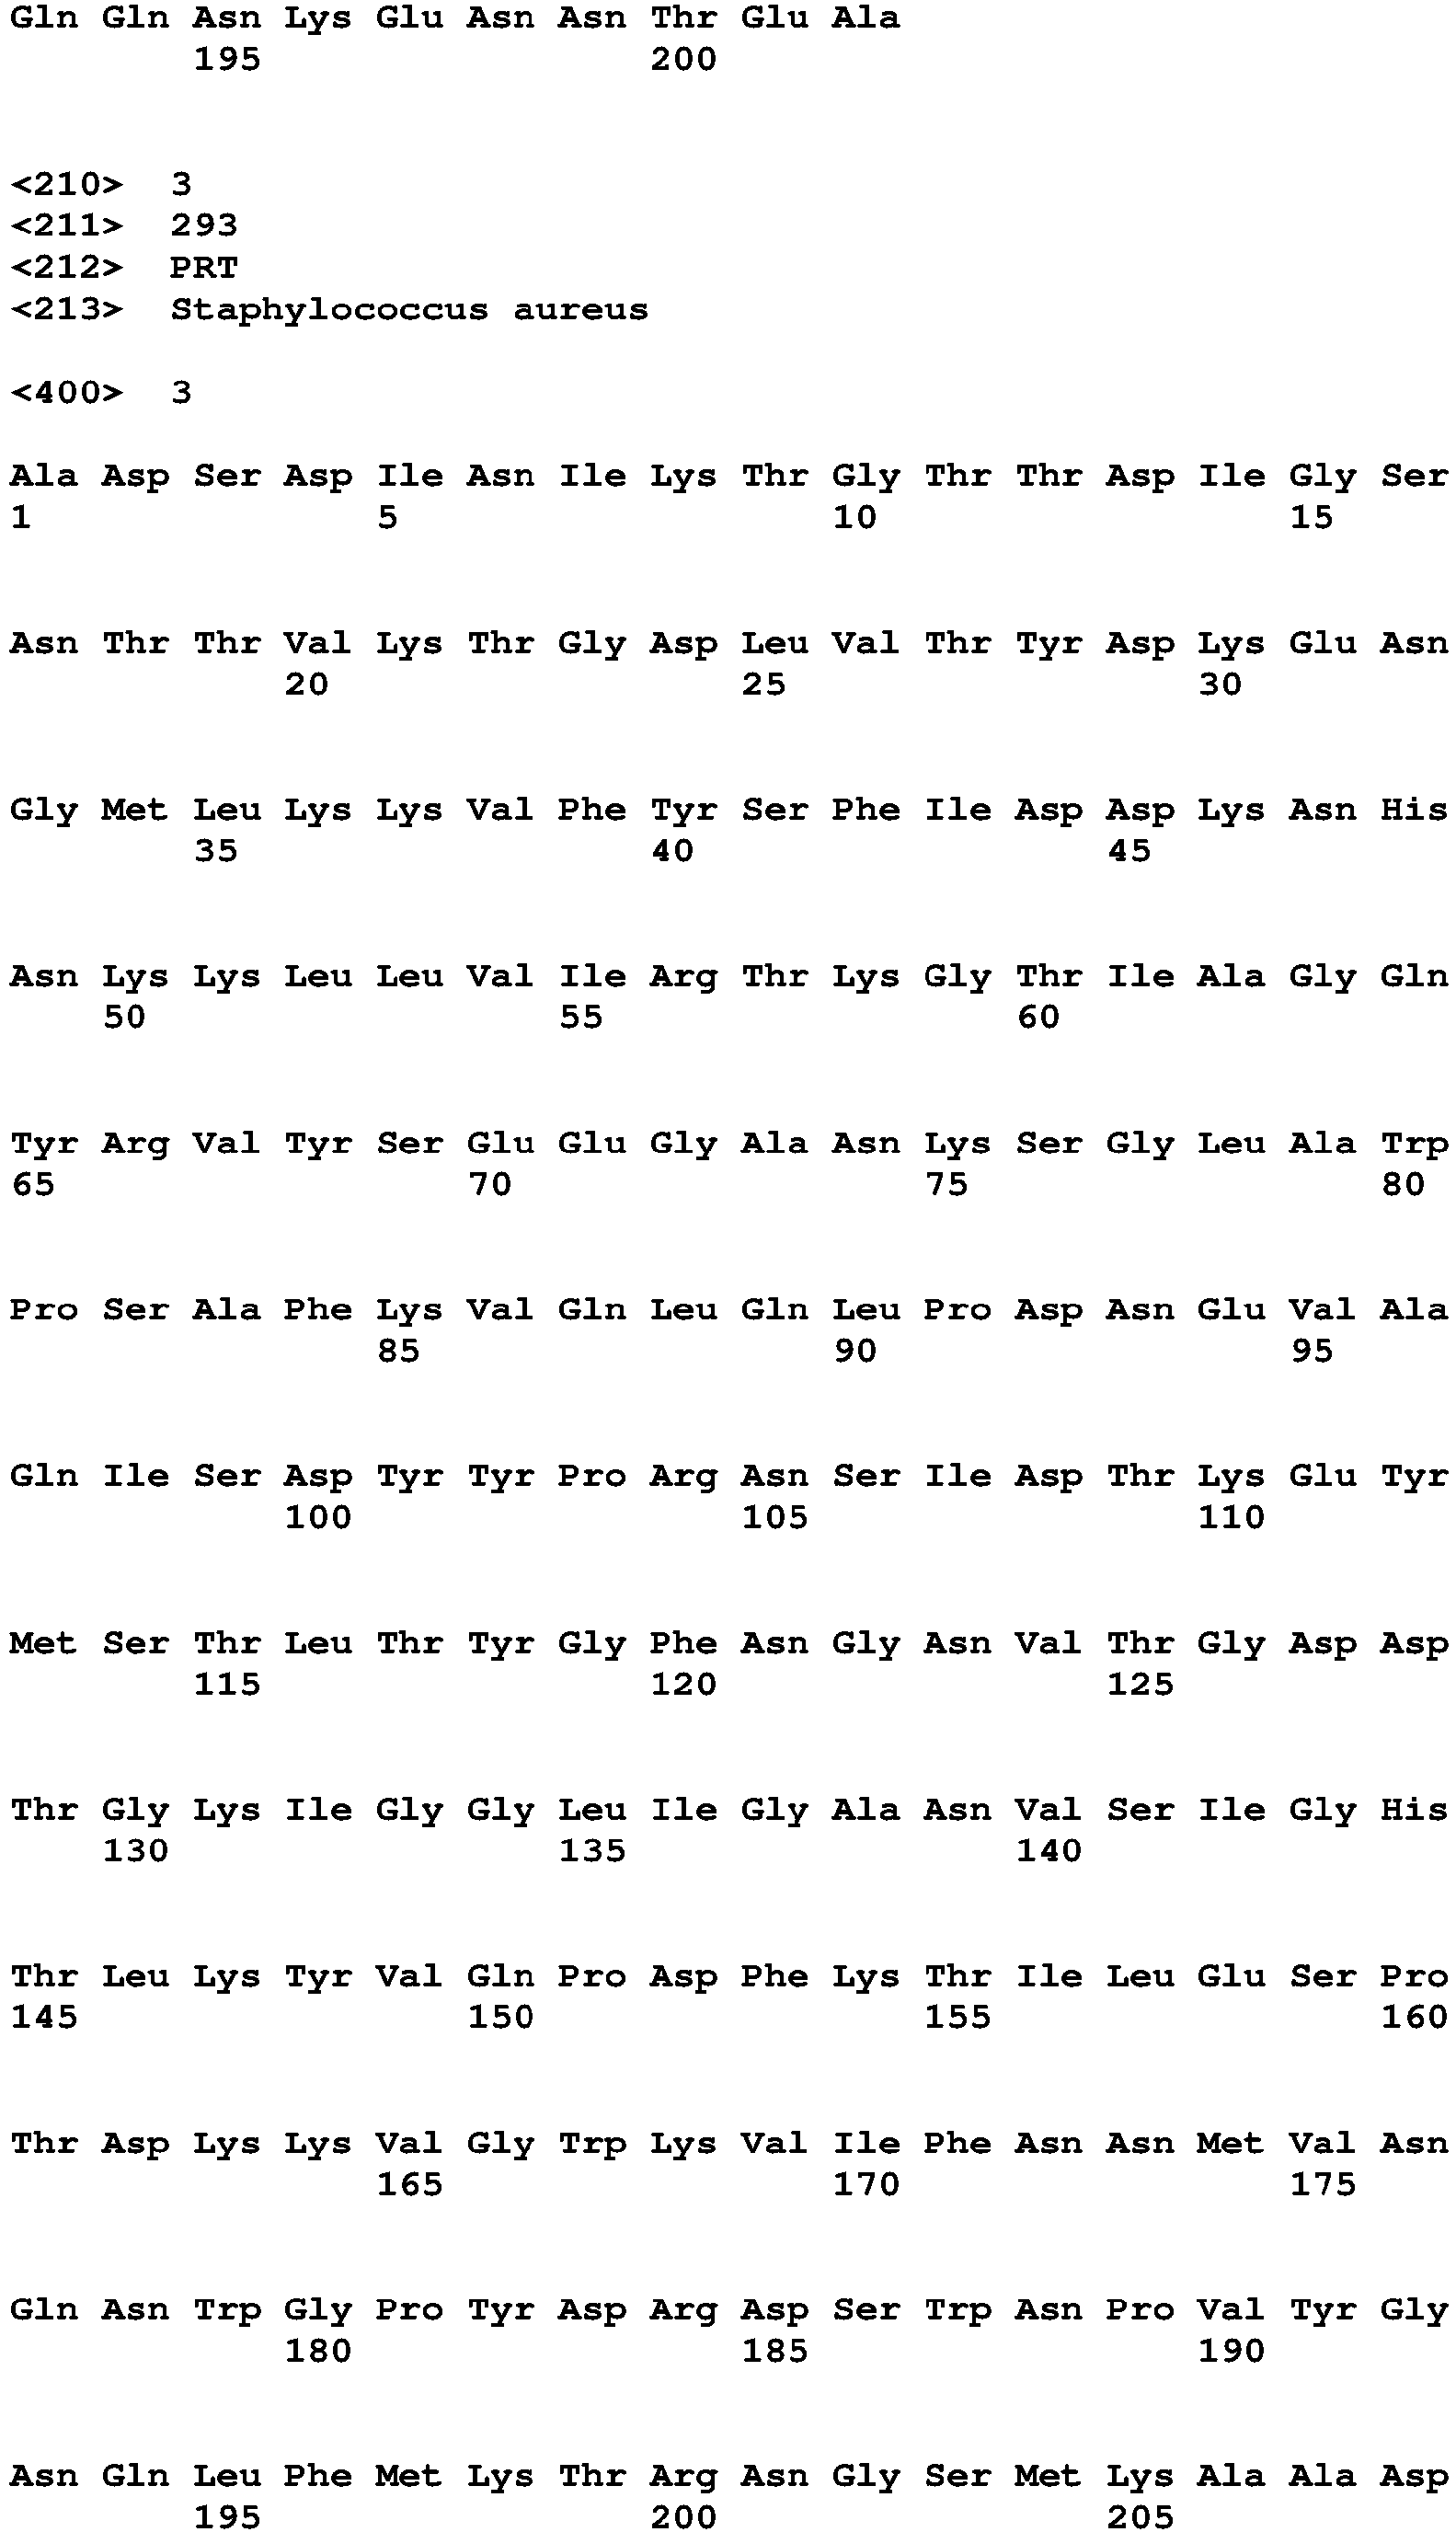 Gln Gln Asn Lys Glu Asn Asn Thr Glu Ala
195 200
<210> 3
<211> 293
<212> PRT
<213> Staphylococcus aureus
<400> 3
Ala Asp Ser Asp Ile Asn Ile Lys Thr Gly Thr Thr Asp Ile Gly Ser
1 5 10 15
Asn Thr Thr Val Lys Thr Gly Asp Leu Val Thr Tyr Asp Lys Glu Asn
20 25 30
Gly Met Leu Lys Lys Val Phe Tyr Ser Phe Ile Asp Asp Lys Asn His
35 40 45
Asn Lys Lys Leu Leu Val Ile Arg Thr Lys Gly Thr Ile Ala Gly Gln
50 55 60
Tyr Arg Val Tyr Ser Glu Glu Gly Ala Asn Lys Ser Gly Leu Ala Trp
65 70 75 80
Pro Ser Ala Phe Lys Val Gln Leu Gln Leu Pro Asp Asn Glu Val Ala
85 90 95
Gln Ile Ser Asp Tyr Tyr Pro Arg Asn Ser Ile Asp Thr Lys Glu Tyr
100 105 110
Met Ser Thr Leu Thr Tyr Gly Phe Asn Gly Asn Val Thr Gly Asp Asp
115 120 125
Thr Gly Lys Ile Gly Gly Leu Ile Gly Ala Asn Val Ser Ile Gly His
130 135 140
Thr Leu Lys Tyr Val Gln Pro Asp Phe Lys Thr Ile Leu Glu Ser Pro
145 150 155 160
Thr Asp Lys Lys Val Gly Trp Lys Val Ile Phe Asn Asn Met Val Asn
165 170 175
Gln Asn Trp Gly Pro Tyr Asp Arg Asp Ser Trp Asn Pro Val Tyr Gly
180 185 190
Asn Gln Leu Phe Met Lys Thr Arg Asn Gly Ser Met Lys Ala Ala Asp
195 200 205